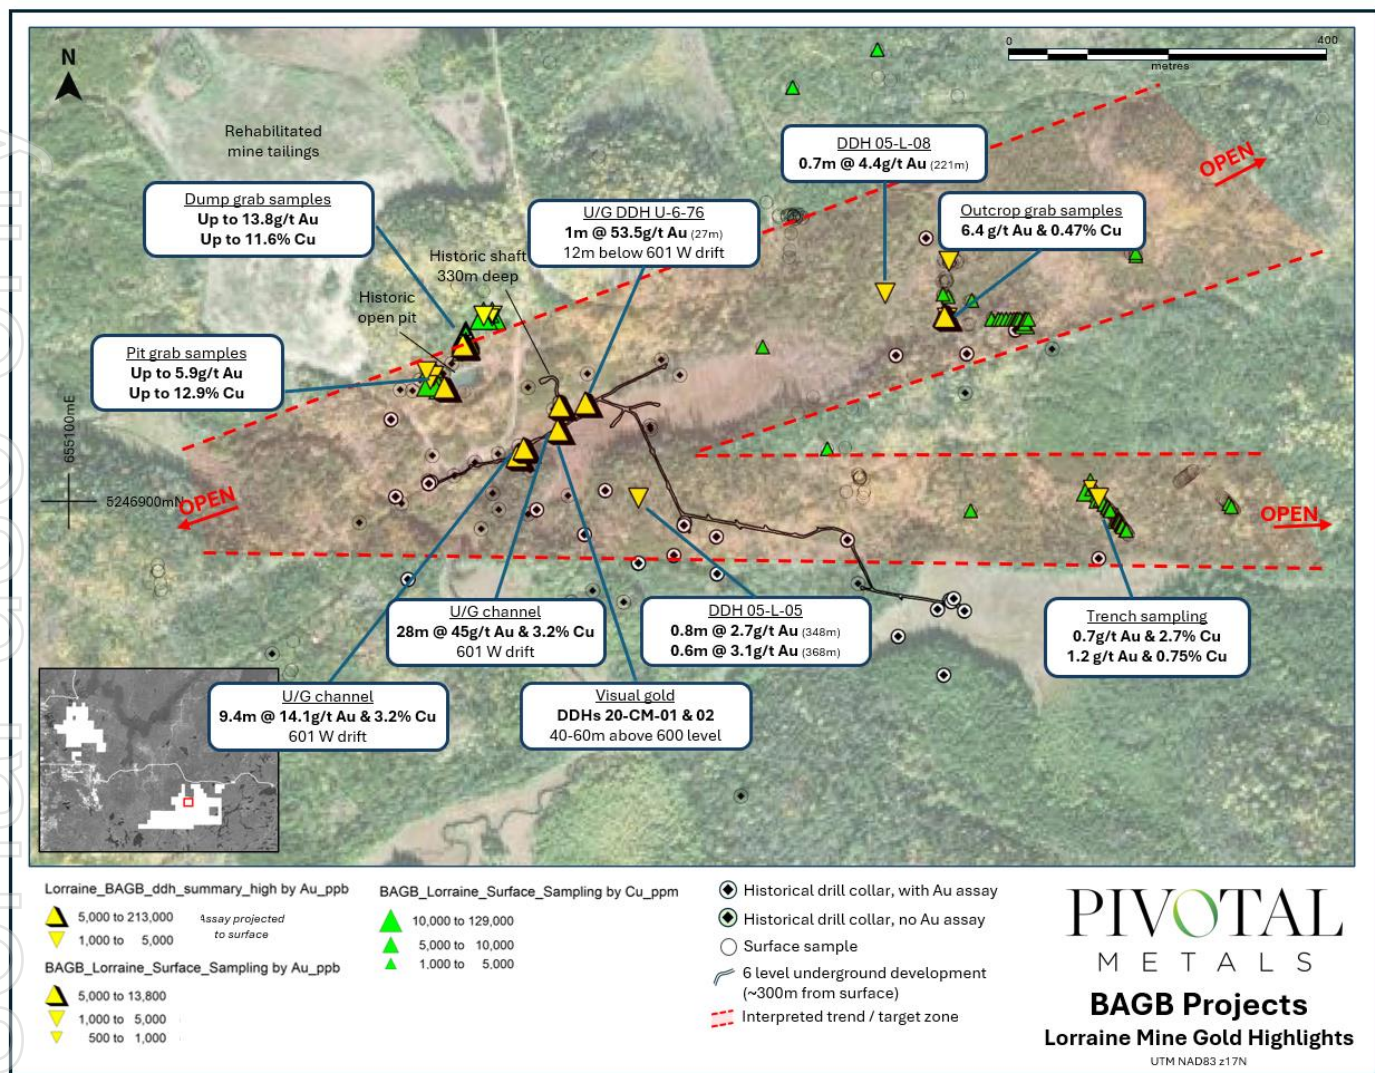 N
0
400
metres
Rehabilitated
mine tailings
OPEN
DDH 05-L-08
0.7m @ 4.4g/t Au (221m)
Dump grab samples
Up to 13.8g/t Au
Up to 11.6% Cu
U/G DDH U-6-76
1m @ 53.5g/t Au (27m)
12m below 601 W drift
Outcrop grab samples
6.4 g/t Au & 0.47% Cu
Historic shaft
330m deep
Historic
open pit
Pit grab samples
Up to 5.9g/t Au
Up to 12.9% Cu
655100mE
5246900mN
OPEN
OPEN
U/G channel
28m @ 45g/t Au & 3.2% Cu
601 W drift
DDH 05-L-05
0.8m @ 2.7g/t Au (348m)
0.6m @ 3.1g/t Au (368m)
Trench sampling
0.7g/t Au & 2.7% Cu
1.2 g/t Au & 0.75% Cu
U/G channel
9.4m @ 14.1g/t Au & 3.2% Cu
601 W drift
Visual gold
DDHs 20-CM-01 & 02
40-60m above 600 level
Lorraine_BAGB_ddh_summary_high by Au_ppb
5,000 to 213,000
1,000 to 5,000
Assay projected
to surface
BAGB_Lorraine_Surface_Sampling by Au_ppb
5,000 to 13,800
1,000 to 5,000
500 to 1,000
BAGB_Lorraine_Surface_Sampling by Cu_ppm
10,000 to 129,000
5,000 to 10,000
1,000 to 5,000
Historical drill collar, with Au assay
Historical drill collar, no Au assay
Surface sample
6 level underground development
(~300m from surface)
Interpreted trend / target zone
PIVOTAL
METALS
BAGB Projects
Lorraine Mine Gold Highlights
UTM NAD83 z17N